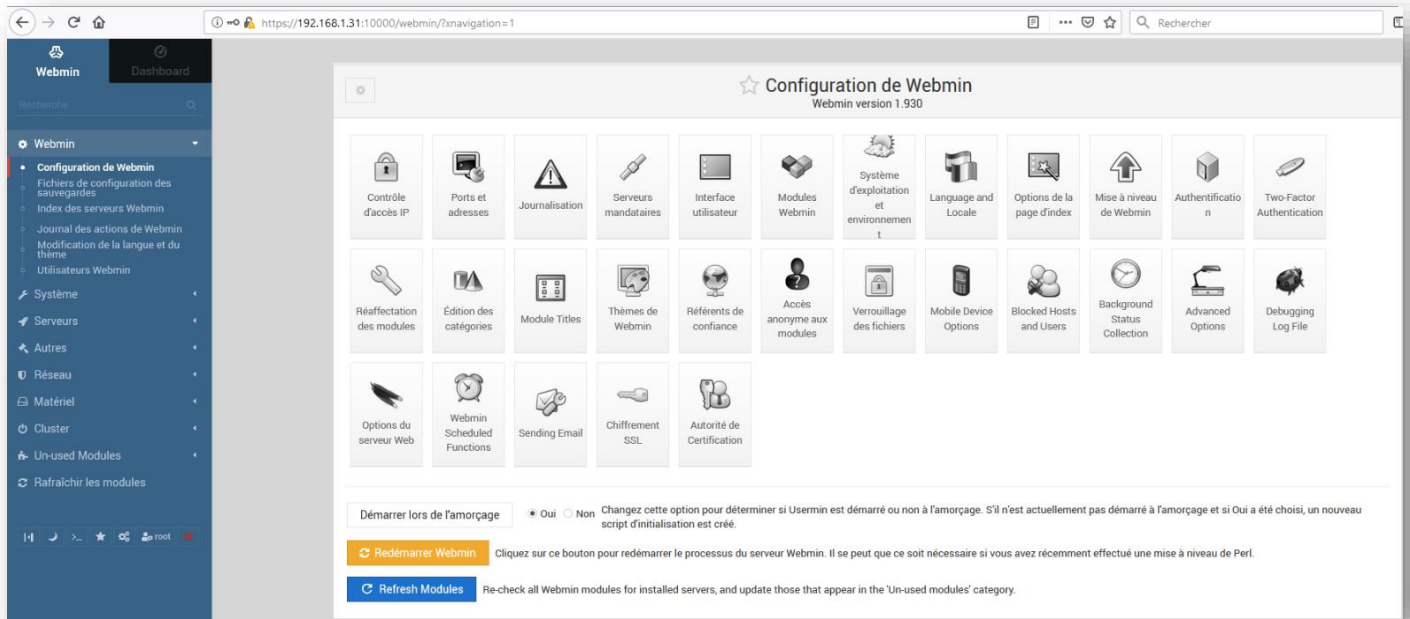 https://192.168.1.31:10000/webmin/?xnavigation=1
Rechercher
Webmin
Dashboard
Recherche
Webmin
Configuration de Webmin
Fichiers de configuration des
sauvegardes
Index des serveurs Webmin
Journal des actions de Webmin
Modification de la langue et du
thème
Utilisateurs Webmin
Système
Serveurs
Autres
Réseau
Matériel
Cluster
Un-used Modules
Rafraîchir les modules
root
Configuration de Webmin
Webmin version 1.930
Contrôle
d'accès IP
Ports et
adresses
Journalisation
Serveurs
mandataires
Interface
utilisateur
Modules
Webmin
Système
d'exploitation
et
environnemen
t
Language and
Locale
Options de la
page d'index
Mise à niveau
de Webmin
Authentificatio
n
Two-Factor
Authentication
Réaffectation
des modules
Édition des
catégories
Module Titles
Thèmes de
Webmin
Référents de
confiance
Accès
anonyme aux
modules
Verrouillage
des fichiers
Mobile Device
Options
Blocked Hosts
and Users
Background
Status
Collection
Advanced
Options
Debugging
Log File
Options du
serveur Web
Webmin
Scheduled
Functions
Sending Email
Chiffrement
SSL
Autorité de
Certification
Démarrer lors de l'amorçage
Oui Non
Changez cette option pour déterminer si Usermin est démarré ou non à l'amorçage. S'il n'est actuellement pas démarré à l'amorçage et si Oui a été choisi, un nouveau
script d'initialisation est créé.
Redémarrer Webmin
Cliquez sur ce bouton pour redémarrer le processus du serveur Webmin. Il se peut que ce soit nécessaire si vous avez récemment effectué une mise à niveau de Perl.
Refresh Modules
Re-check all Webmin modules for installed servers, and update those that appear in the 'Un-used modules' category.